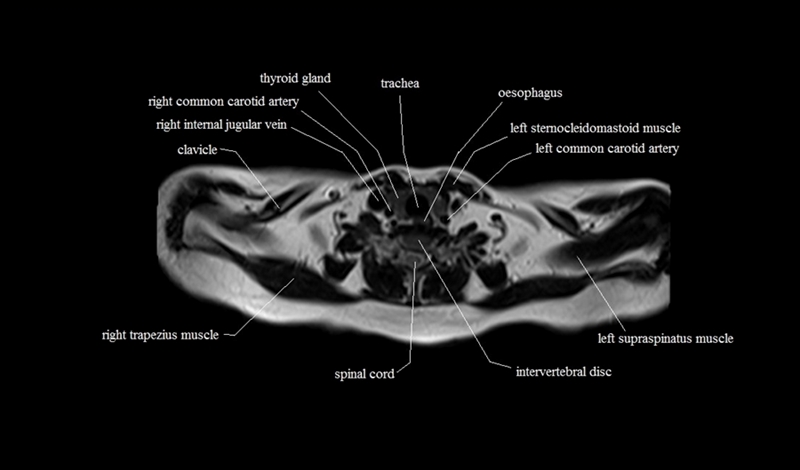 thyroid gland
trachea
oesophagus
right common carotid artery
right internal jugular vein
left sternocleidomastoid muscle
clavicle
left common carotid artery
right trapezius muscle
left supraspinatus muscle
spinal cord
intervertebral disc